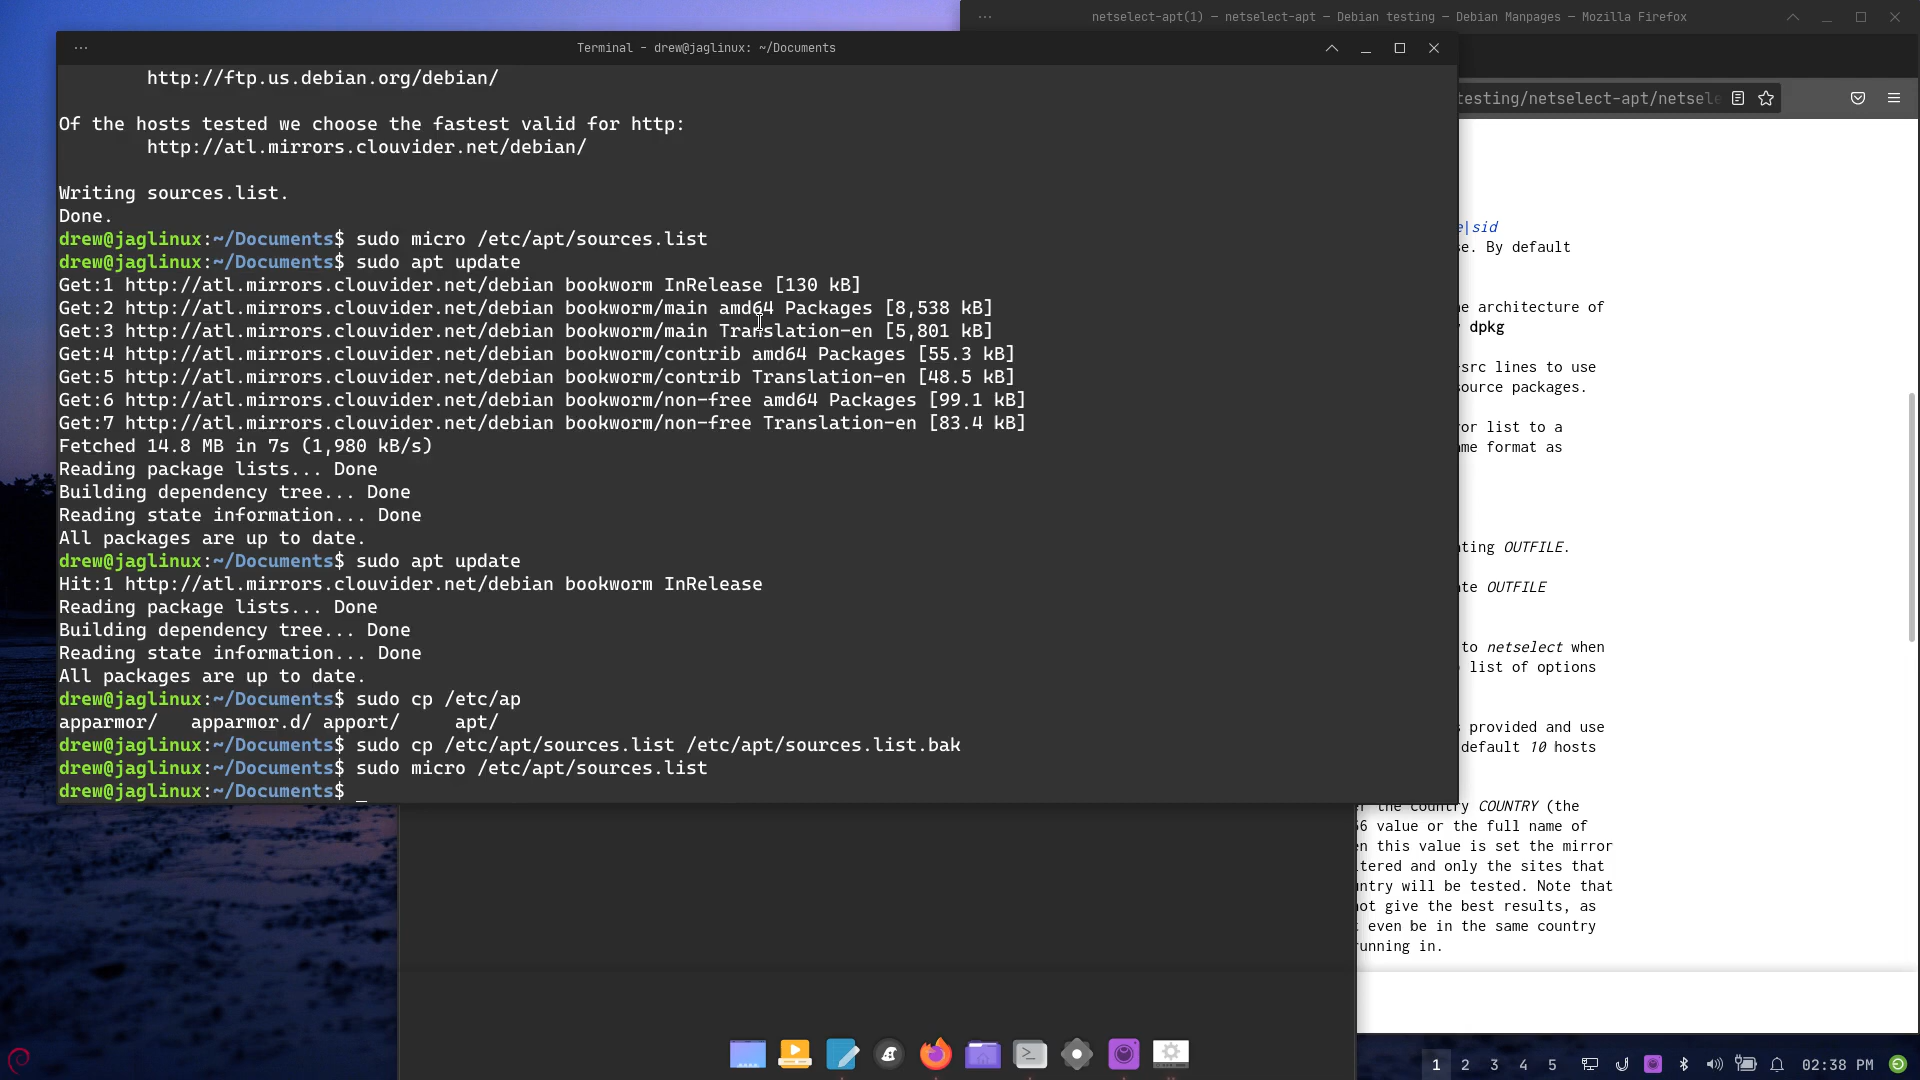 netselect-apt(1) — netselect-apt — Debian testing — Debian Manpages — Mozilla Firefox
Terminal - drew@jaglinux: ~/Documents
http://ftp.us.debian.org/debian/
Of the hosts tested we choose the fastest valid for http:
http://atl.mirrors.clouvider.net/debian/
Writing sources.list.
Done.
drew@jaglinux:~/Documents$ sudo micro /etc/apt/sources.list
drew@jaglinux:~/Documents$ sudo apt update
Get:1 http://atl.mirrors.clouvider.net/debian bookworm InRelease [130 kB]
Get:2 http://atl.mirrors.clouvider.net/debian bookworm/main amd64 Packages [8,538 kB]
Get:3 http://atl.mirrors.clouvider.net/debian bookworm/main Translation-en [5,801 kB]
Get:4 http://atl.mirrors.clouvider.net/debian bookworm/contrib amd64 Packages [55.3 kB]
Get:5 http://atl.mirrors.clouvider.net/debian bookworm/contrib Translation-en [48.5 kB]
Get:6 http://atl.mirrors.clouvider.net/debian bookworm/non-free amd64 Packages [99.1 kB]
Get:7 http://atl.mirrors.clouvider.net/debian bookworm/non-free Translation-en [83.4 kB]
Fetched 14.8 MB in 7s (1,980 kB/s)
Reading package lists... Done
Building dependency tree... Done
Reading state information... Done
All packages are up to date.
drew@jaglinux:~/Documents$ sudo apt update
Hit:1 http://atl.mirrors.clouvider.net/debian bookworm InRelease
Reading package lists... Done
Building dependency tree... Done
Reading state information... Done
All packages are up to date.
drew@jaglinux:~/Documents$ sudo cp /etc/ap
apparmor/ apparmor.d/ apport/ apt/
drew@jaglinux:~/Documents$ sudo cp /etc/apt/sources.list /etc/apt/sources.list.bak
drew@jaglinux:~/Documents$ sudo micro /etc/apt/sources.list
drew@jaglinux:~/Documents$ _
testing/netselect-apt/netsele
e|sid
se. By default
he architecture of
dpkg
src lines to use
source packages.
ror list to a
ame format as
ating OUTFILE.
ate OUTFILE
to netselect when
list of options
s provided and use
default 10 hosts
r the country COUNTRY (the
66 value or the full name of
en this value is set the mirror
tered and only the sites that
untry will be tested. Note that
not give the best results, as
t even be in the same country
running in.
1 2 3 4 5 02:38 PM